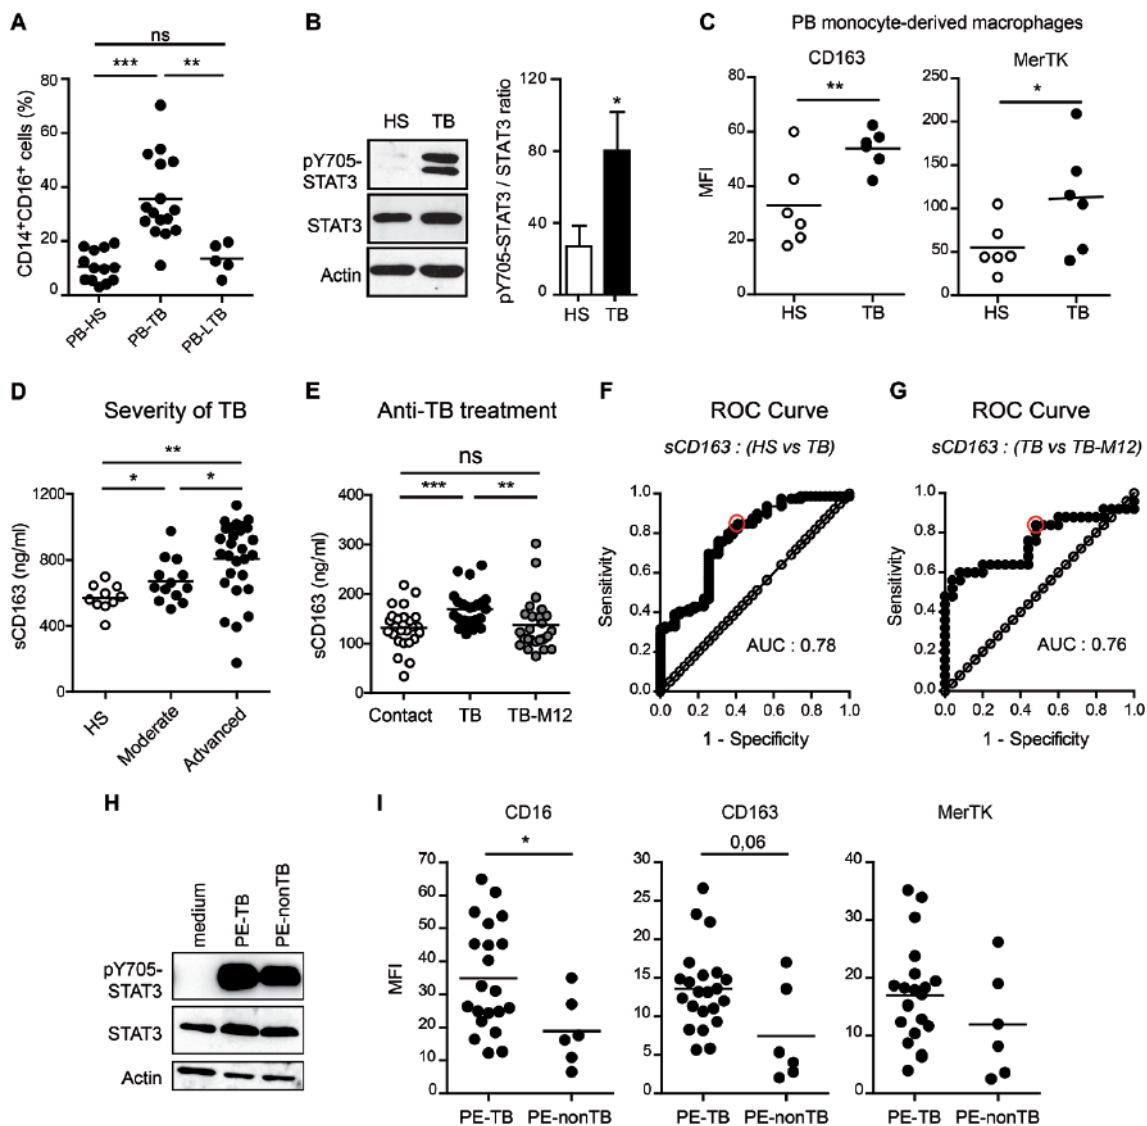 A
ns
***
**
CD14+CD16+ cells (%)
80
60
40
20
0
PB-HS
PB-TB
PB-LTB
B
HS TB
pY705-
STAT3
STAT3
Actin
pY705-STAT3 / STAT3 ratio
120
80
40
0
*
HS TB
C
PB monocyte-derived macrophages
CD163
**
MFI
80
60
40
20
0
HS TB
MerTK
*
250
200
150
100
50
0
HS TB
D
Severity of TB
**
*
*
sCD163 (ng/ml)
1200
800
400
0
HS
Moderate
Advanced
E
Anti-TB treatment
ns
***
**
sCD163 (ng/ml)
400
300
200
100
0
Contact TB TB-M12
F
ROC Curve
sCD163 : (HS vs TB)
Sensitivity
1.0
0.8
0.6
0.4
0.2
0.0
AUC : 0.78
0.0 0.2 0.4 0.6 0.8 1.0
1 - Specificity
G
ROC Curve
sCD163 : (TB vs TB-M12)
Sensitivity
1.0
0.8
0.6
0.4
0.2
0.0
AUC : 0.76
0.0 0.2 0.4 0.6 0.8 1.0
1 - Specificity
H
medium
PE-TB
PE-nonTB
pY705-
STAT3
STAT3
Actin
I
CD16
*
MFI
70
60
50
40
30
20
10
0
PE-TB PE-nonTB
CD163
0,06
30
25
20
15
10
5
0
PE-TB PE-nonTB
MerTK
40
30
20
10
0
PE-TB PE-nonTB